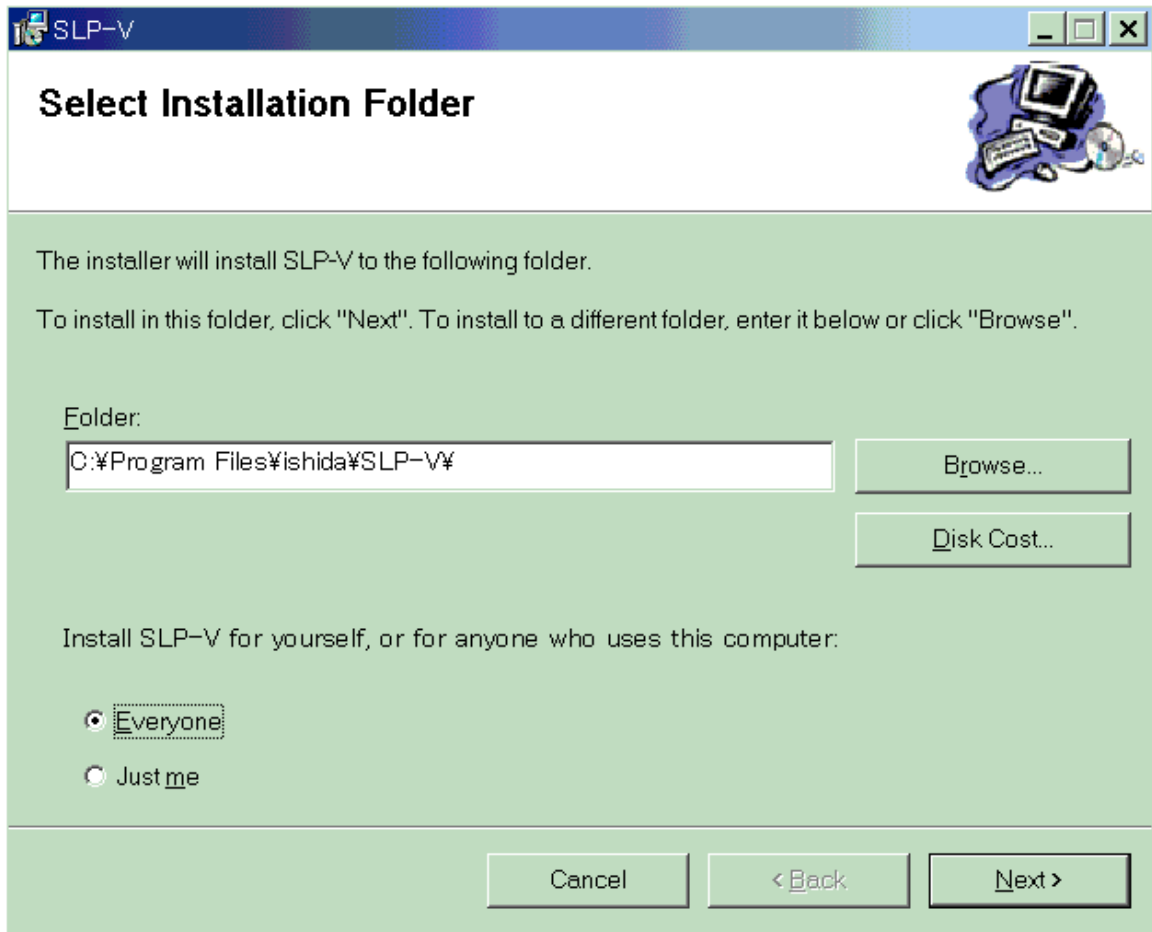 SLP-V
Select Installation Folder
The installer will install SLP-V to the following folder.
To install in this folder, click "Next". To install to a different folder, enter it below or click "Browse".
Folder:
C:¥Program Files¥ishida¥SLP-V¥
Browse...
Disk Cost...
Install SLP-V for yourself, or for anyone who uses this computer:
Everyone
Just me
Cancel
< Back
Next >